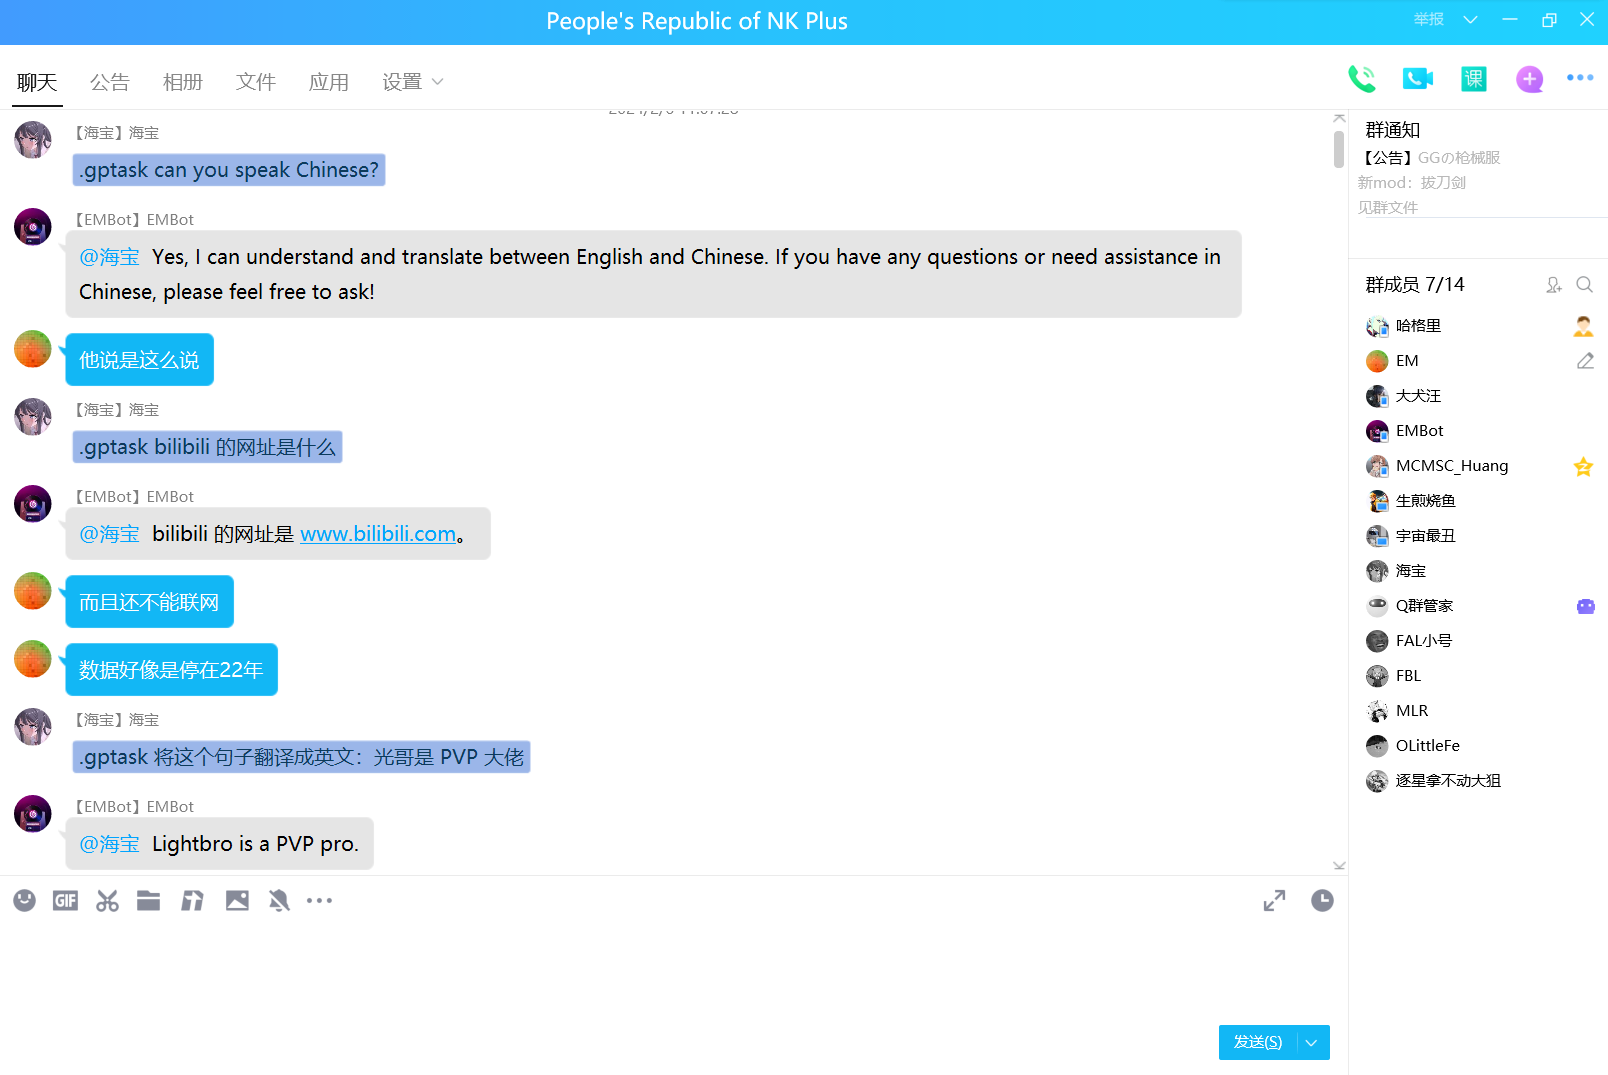 People's Republic of NK Plus
举报
聊天 公告 相册 文件 应用 设置
课
【海宝】海宝
.gptask can you speak Chinese?
【EMBot】EMBot
@海宝 Yes, I can understand and translate between English and Chinese. If you have any questions or need assistance in
Chinese, please feel free to ask!
他说是这么说
【海宝】海宝
.gptask bilibili 的网址是什么
【EMBot】EMBot
@海宝 bilibili 的网址是 www.bilibili.com。
而且还不能联网
数据好像是停在22年
【海宝】海宝
.gptask 将这个句子翻译成英文：光哥是 PVP 大佬
【EMBot】EMBot
@海宝 Lightbro is a PVP pro.
GIF
发送(S)
群通知
【公告】GGの枪械服
新mod：拔刀剑
见群文件
群成员 7/14
哈格里
EM
大犬汪
EMBot
MCMSC_Huang
生煎烧鱼
宇宙最丑
海宝
Q群管家
FAL小号
FBL
MLR
OLittleFe
逐星拿不动大狙